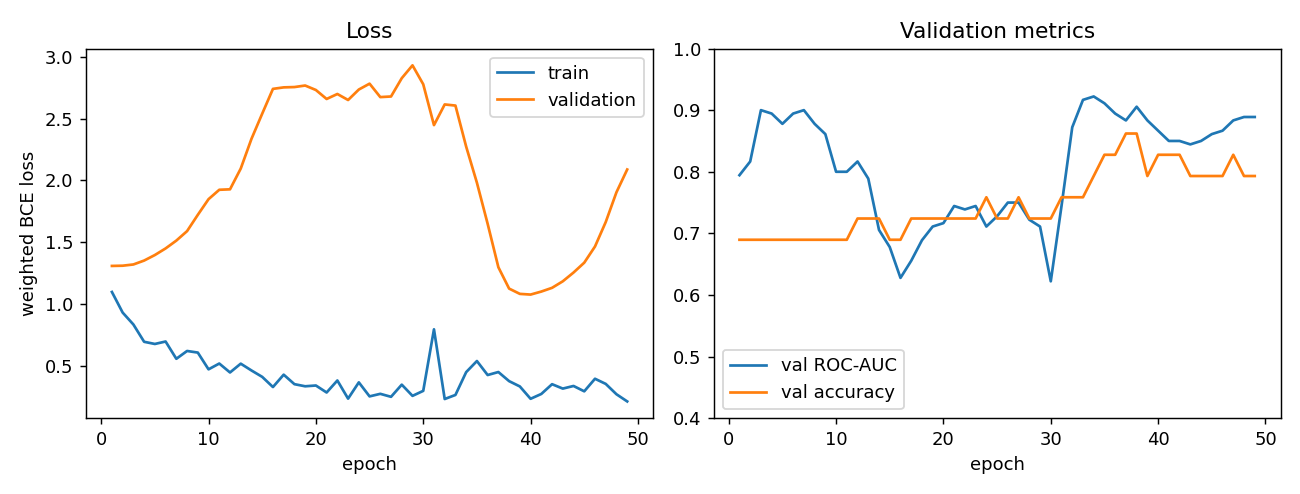 Loss
weighted BCE loss
3.0
2.5
2.0
1.5
1.0
0.5
train
validation
0 10 20 30 40 50
epoch
Validation metrics
1.0
0.9
0.8
0.7
0.6
0.5
0.4
val ROC-AUC
val accuracy
0 10 20 30 40 50
epoch